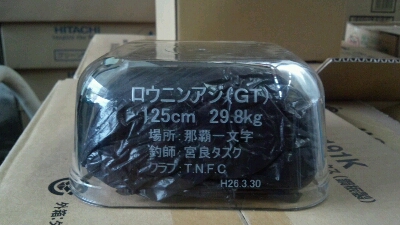 HITACHI
ロウニンアジ(GT)
125cm 29.8kg
場所:那覇一文字
釣師:宮良タスク
クラブ:T.N.F.C
H26.3.30